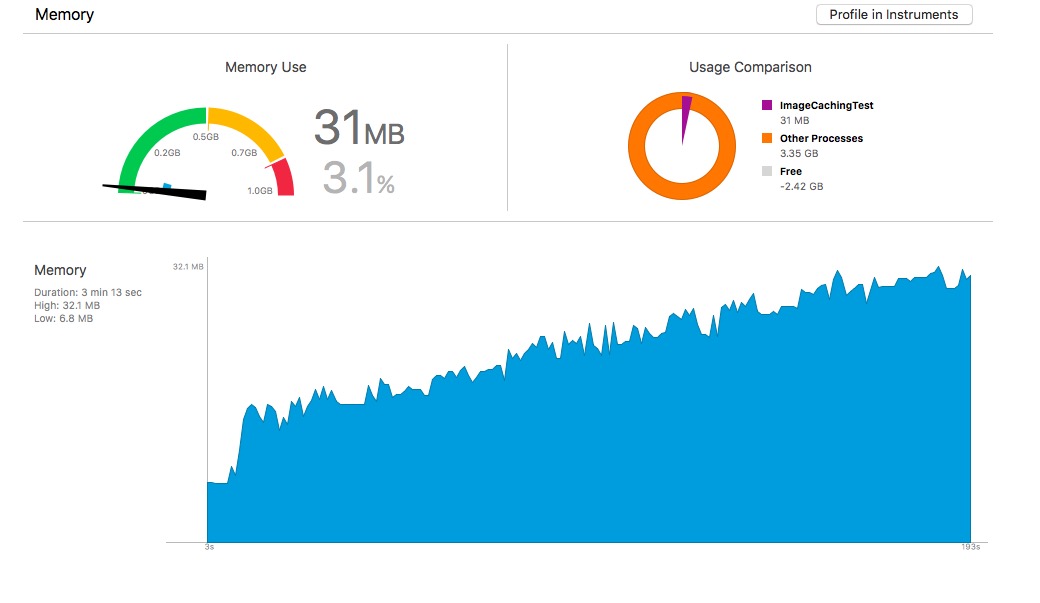 Memory
Profile in Instruments
Memory Use
Usage Comparison
0.2GB
0.5GB
0.7GB
1.0GB
31MB
3.1%
ImageCachingTest
31 MB
Other Processes
3.35 GB
Free
-2.42 GB
Memory
Duration: 3 min 13 sec
High: 32.1 MB
Low: 6.8 MB
32.1 MB
3s
193s